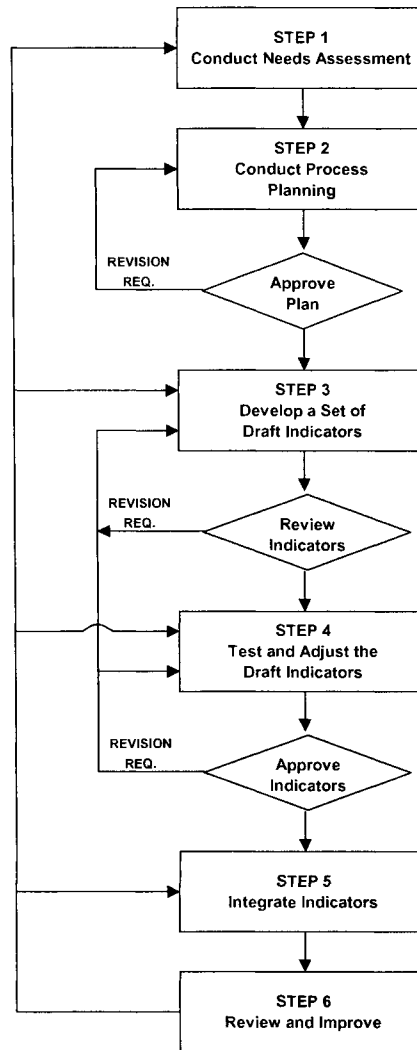 STEP 1
Conduct Needs Assessment
STEP 2
Conduct Process
Planning
REVISION
REQ.
Approve
Plan
STEP 3
Develop a Set of
Draft Indicators
REVISION
REQ.
Review
Indicators
STEP 4
Test and Adjust the
Draft Indicators
REVISION
REQ.
Approve
Indicators
STEP 5
Integrate Indicators
STEP 6
Review and Improve